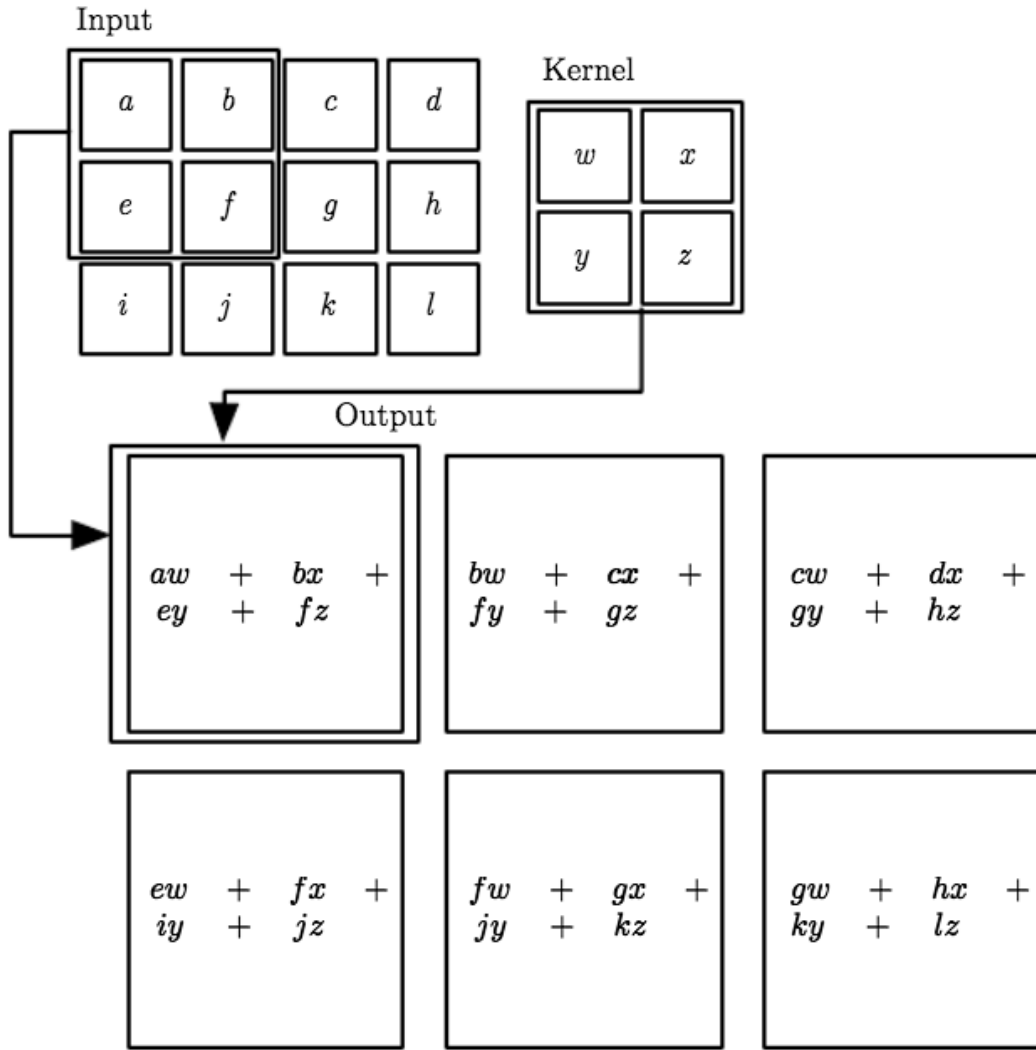 Input
Kernel
a b c d
e f g h
i j k l
w x
y z
Output
aw + bx +
ey + fz
bw + cx +
fy + gz
cw + dx +
gy + hz
ew + fx +
iy + jz
fw + gx +
jy + kz
gw + hx +
ky + lz